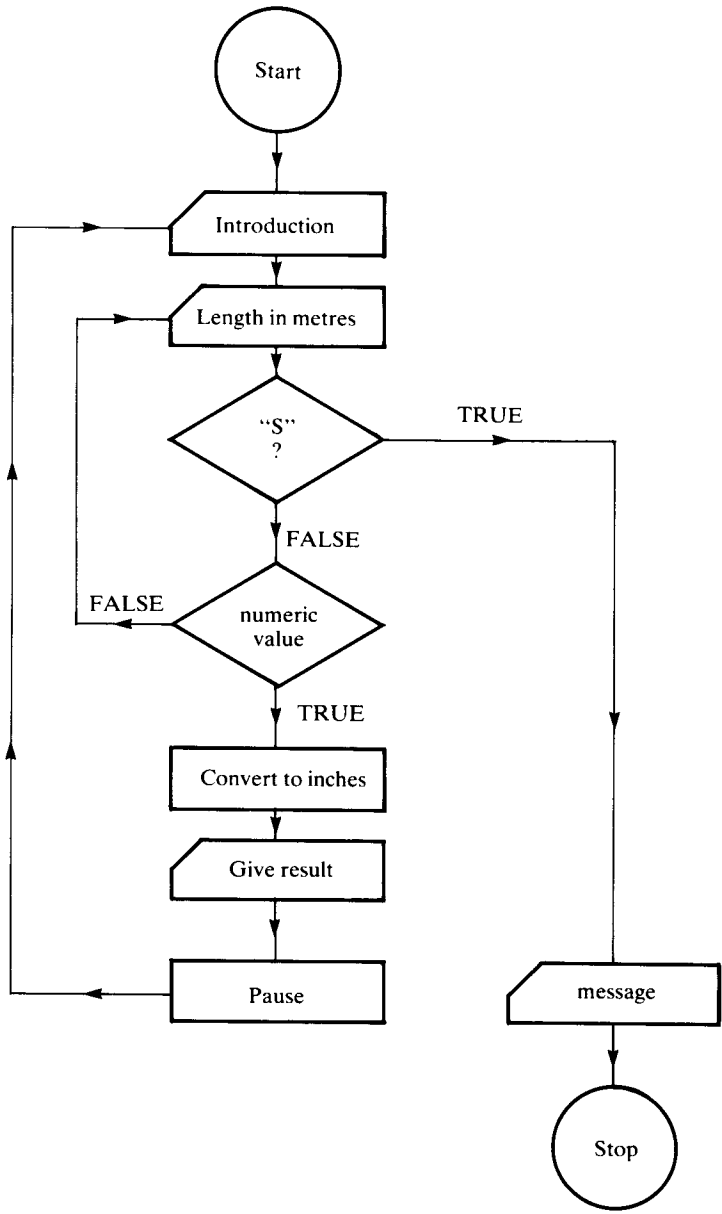 Start
Introduction
Length in metres
“S”
?
TRUE
FALSE
FALSE
numeric
value
TRUE
Convert to inches
Give result
Pause
message
Stop